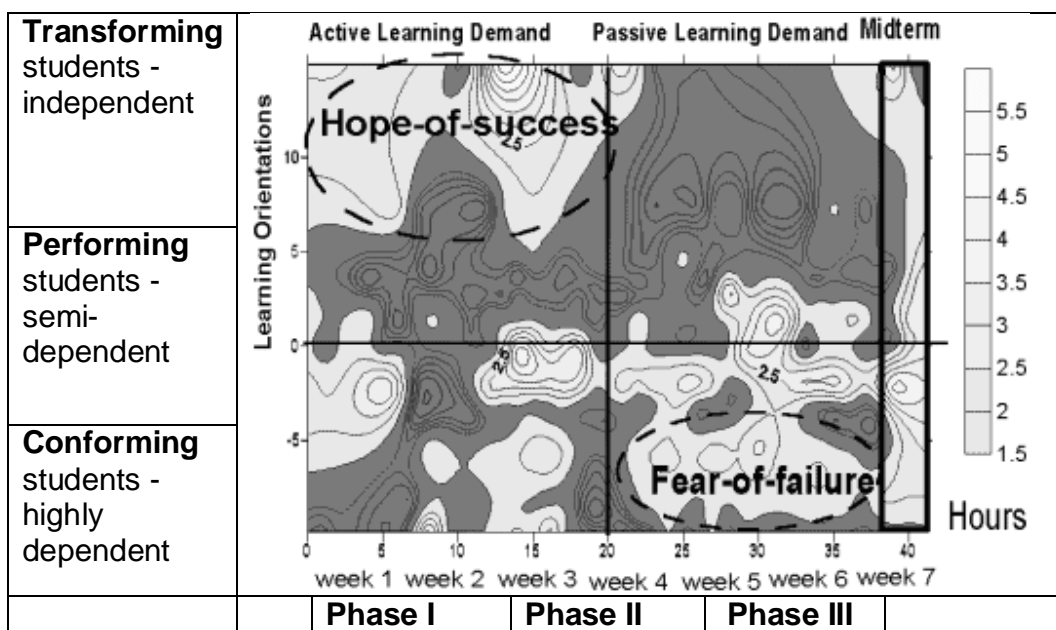 Transforming
students -
independent
Performing
students -
semi-
dependent
Conforming
students -
highly
dependent
Active Learning Demand
Passive Learning Demand
Midterm
Learning Orientations
10
5
0
-5
Hope-of-success
2.5
2.5
2.5
Fear-of-failure
0
5
10
15
20
25
30
35
40
week 1
week 2
week 3
week 4
week 5
week 6
week 7
5.5
5
4.5
4
3.5
3
2.5
2
1.5
Hours
Phase I
Phase II
Phase III